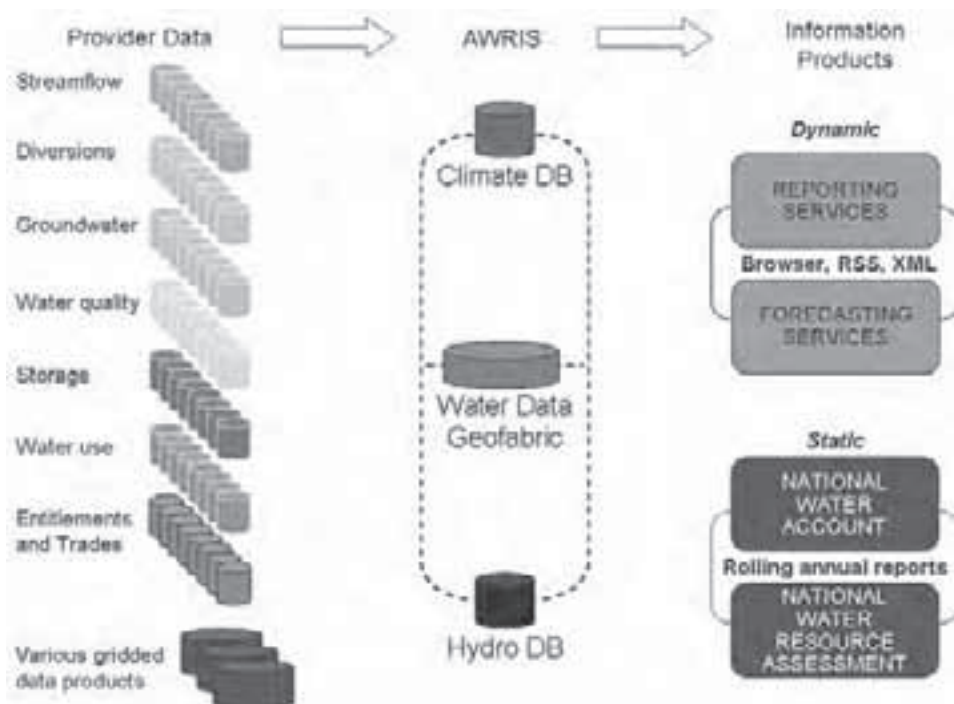 Provider Data
AWRIS
Information
Products
Streamflow
Diversions
Groundwater
Water quality
Storage
Water use
Entitlements
and Trades
Various gridded
data products
Climate DB
Water Data
Geofabric
Hydro DB
Dynamic
REPORTING
SERVICES
Browser, RSS, XML
FORECASTING
SERVICES
Static
NATIONAL
WATER
ACCOUNT
Rolling annual reports
NATIONAL
WATER
RESOURCE
ASSESSMENT